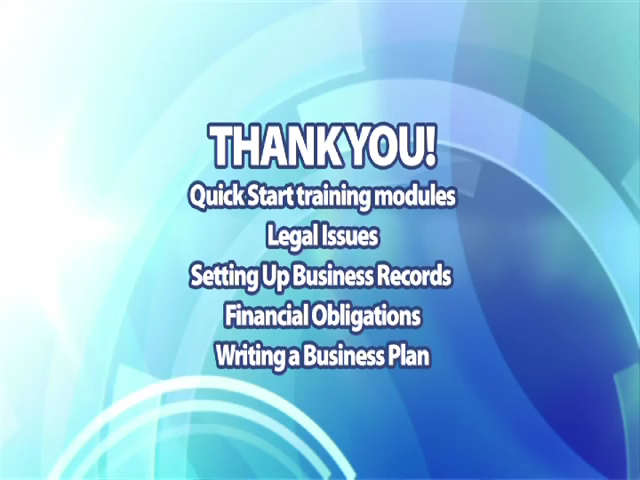 THANK YOU!
Quick Start training modules
Legal Issues
Setting Up Business Records
Financial Obligations
Writing a Business Plan